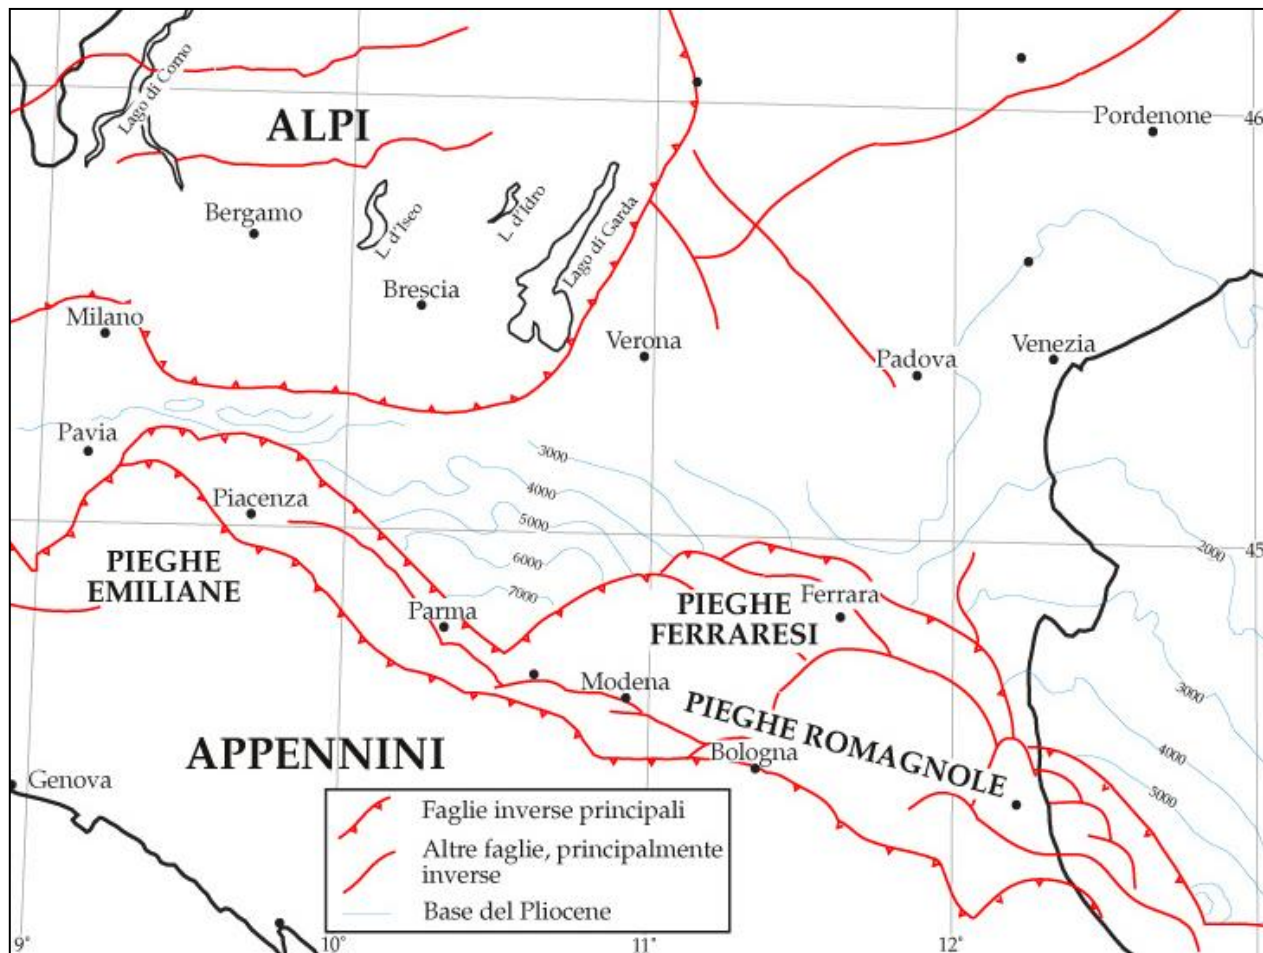 Lago di Como
ALPI
Pordenone
46
Bergamo
L. d'Iseo
L. d'Idro
Lago di Garda
Brescia
Milano
Verona
Padova
Venezia
Pavia
3000
4000
Piacenza
5000
2000
45
PIEGHE
EMILIANE
6000
7000
Parma
PIEGHE
FERRARESI
Ferrara
Modena
3000
PIEGHE ROMAGNOLE
APPENNINI
Bologna
4000
5000
Genova
Faglie inverse principali
Altre faglie, principalmente
inverse
Base del Pliocene
9°
10°
11°
12°